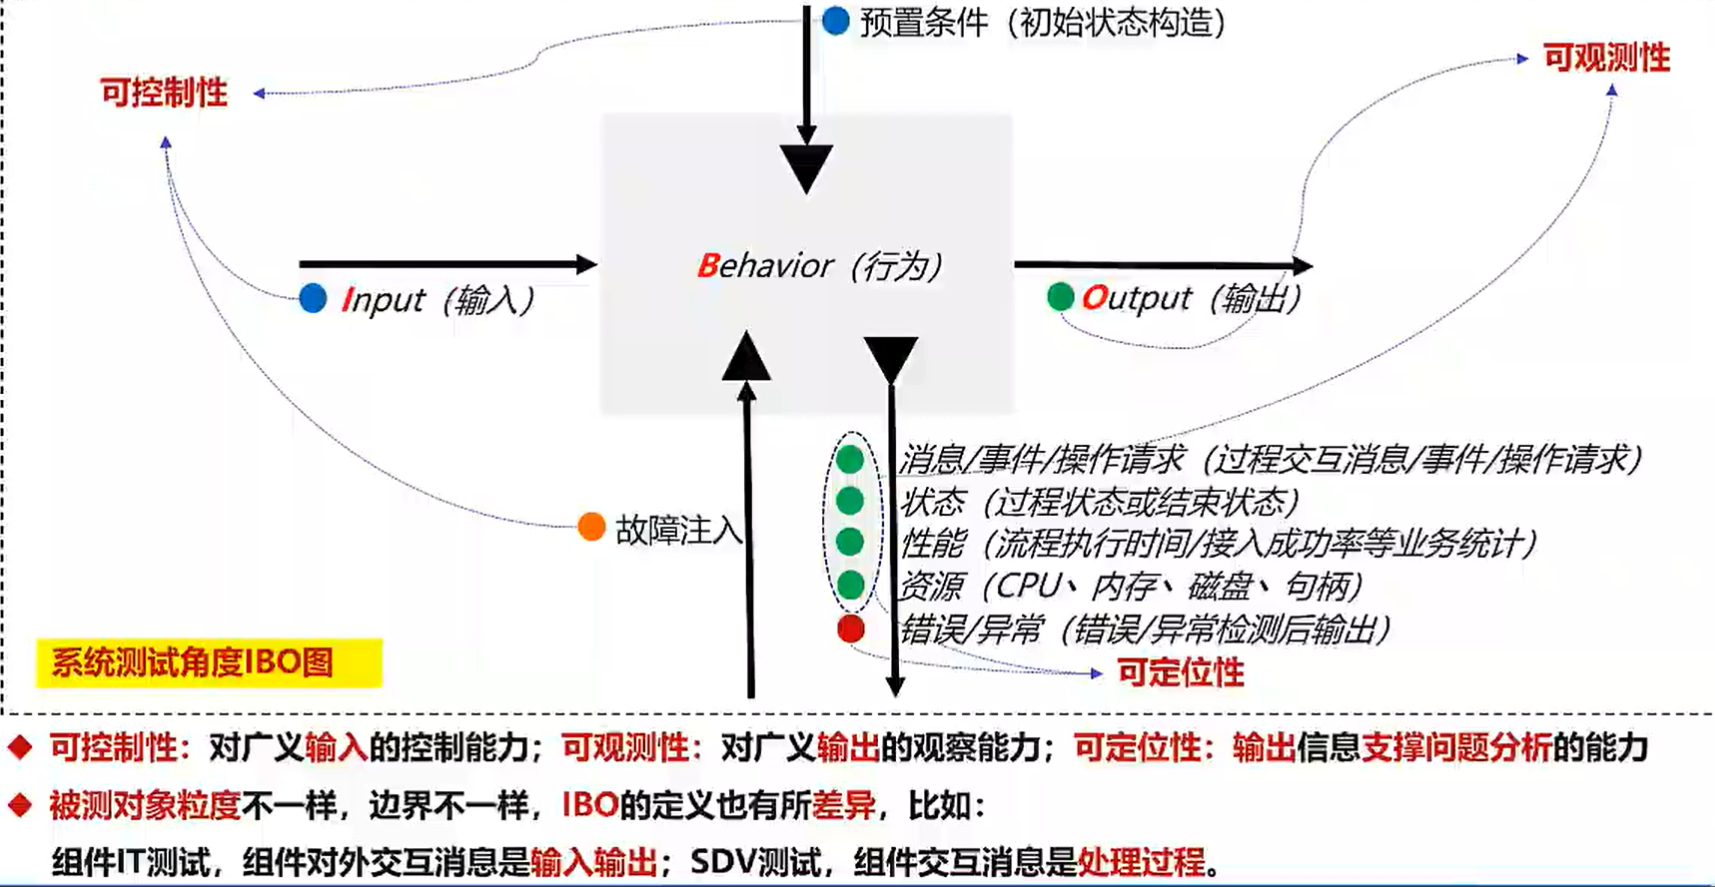 预置条件（初始状态构造）
可观测性
可控制性
Behavior（行为）
Input（输入）
Output（输出）
消息/事件/操作请求（过程交互消息/事件/操作请求）
状态（过程状态或结束状态）
故障注入
性能（流程执行时间/接入成功率等业务统计）
资源（CPU、内存、磁盘、句柄）
错误/异常（错误/异常检测后输出）
系统测试角度IBO图
可定位性
◆ 可控制性：对广义输入的控制能力；可观测性：对广义输出的观察能力；可定位性：输出信息支撑问题分析的能力
◆ 被测对象粒度不一样，边界不一样，IBO的定义也有所差异，比如：
组件IT测试，组件对外交互消息是输入输出；SDV测试，组件交互消息是处理过程。